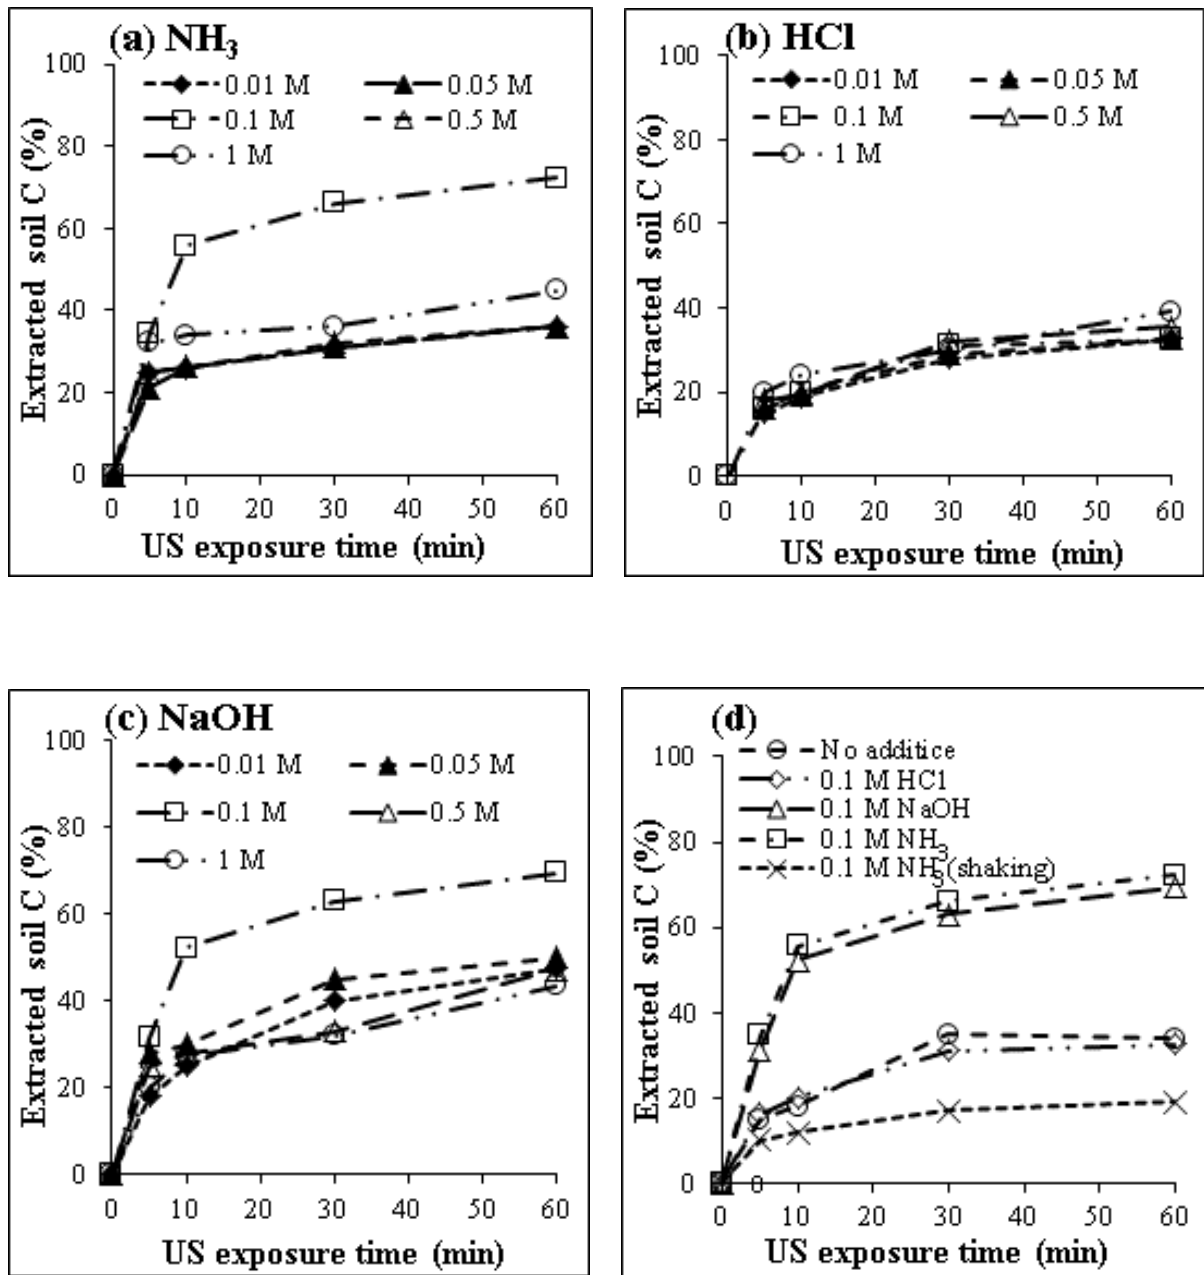 (a) NH3
100
80
60
40
20
0
Extracted soil C (%)
0.01 M
0.05 M
0.1 M
0.5 M
1 M
0 10 20 30 40 50 60
US exposure time (min)
(b) HCl
100
80
60
40
20
0
Extracted soil C (%)
0.01 M
0.05 M
0.1 M
0.5 M
1 M
0 10 20 30 40 50 60
US exposure time (min)
(c) NaOH
100
80
60
40
20
0
Extracted soil C (%)
0.01 M
0.05 M
0.1 M
0.5 M
1 M
0 10 20 30 40 50 60
US exposure time (min)
(d)
100
80
60
40
20
0
Extracted soil C (%)
No additice
0.1 M HCl
0.1 M NaOH
0.1 M NH3
0.1 M NH3(shaking)
0
0 10 20 30 40 50 60
US exposure time (min)